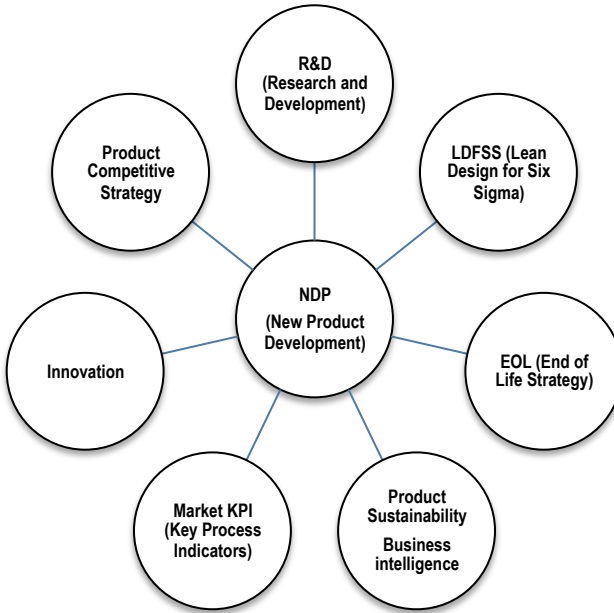 R&D
(Research and
Development)
Product
Competitive
Strategy
LDFSS (Lean
Design for Six
Sigma)
NDP
(New Product
Development)
Innovation
EOL (End of
Life Strategy)
Market KPI
(Key Process
Indicators)
Product
Sustainability
Business
intelligence